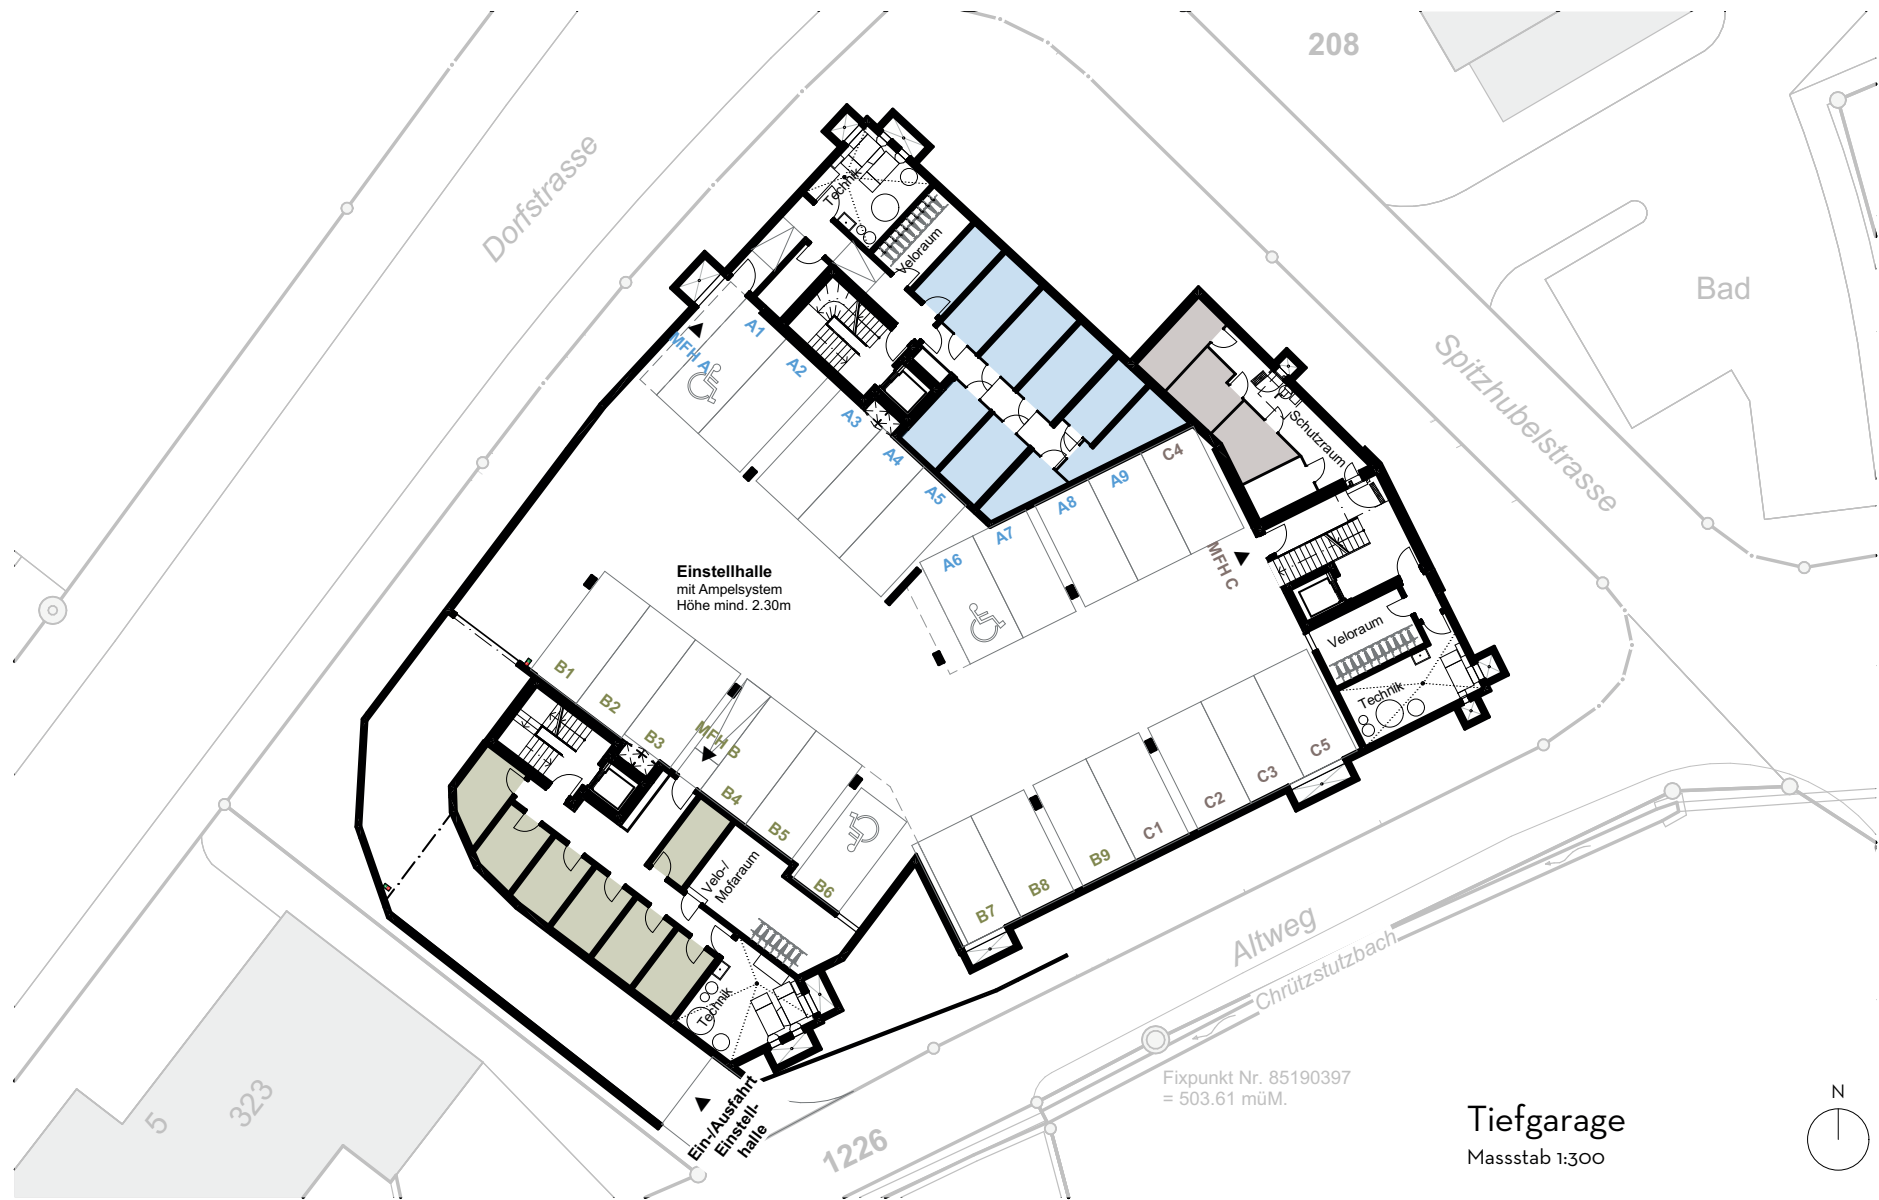 208
Dorfstrasse
Technik
Veloraum
Bad
A1
MFH A
A2
A3
A4
A5
Spitzhubelstrasse
Schutzraum
C4
A9
A8
A7
A6
MFH C
Einstellhalle
mit Ampelsystem
Höhe mind. 2.30m
Veloraum
Technik
B1
B2
B3
MFH B
B4
B5
B6
Velo-/
Mofaraum
C5
C3
C2
C1
B9
B8
B7
Technik
Altweg
Chrützstutzbach
Ein-/Ausfahrt
Einstell-
halle
5
323
1226
Fixpunkt Nr. 85190397
= 503.61 müM.
Tiefgarage
Massstab 1:300
N